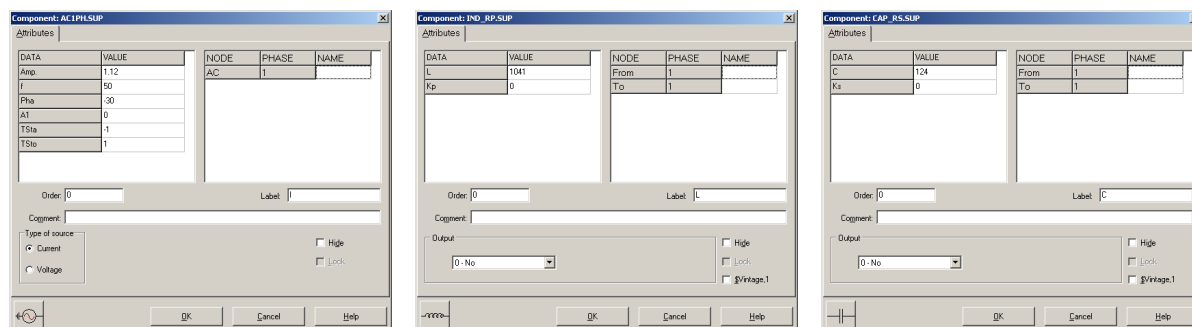 Component: AC1PH.SUP
Attributes
DATA VALUE
Amp. 1.12
f 50
Pha -30
A1 0
TSta -1
TSto 1
NODE PHASE NAME
AC 1
Order: 0 Label: I
Comment:
Type of source
Current
Voltage
Hide
Lock
OK Cancel Help
Component: IND_RP.SUP
Attributes
DATA VALUE
L 1041
Kp 0
NODE PHASE NAME
From 1
To 1
Order: 0 Label: L
Comment:
Output
0 - No
Hide
Lock
$Vintage,1
OK Cancel Help
Component: CAP_RS.SUP
Attributes
DATA VALUE
C 124
Ks 0
NODE PHASE NAME
From 1
To 1
Order: 0 Label: C
Comment:
Output
0 - No
Hide
Lock
$Vintage,1
OK Cancel Help